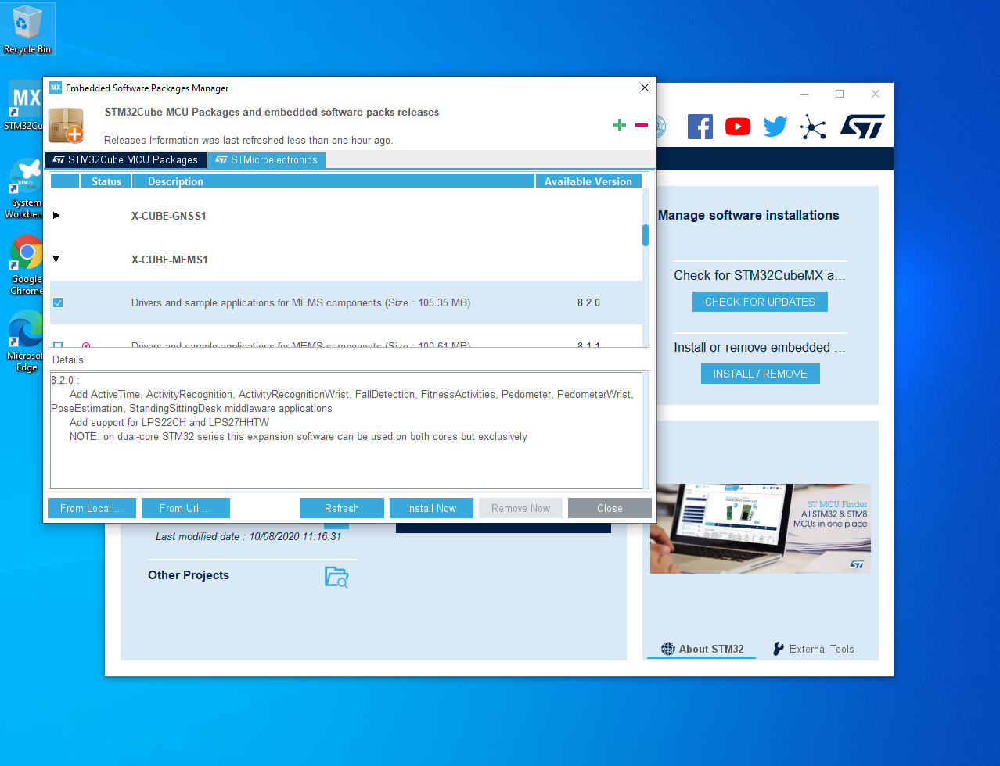 Recycle Bin
MX
STM32Cu
System
Workben
Google
Chrome
Microsof
Edge
MX Embedded Software Packages Manager
STM32Cube MCU Packages and embedded software packs releases
Releases Information was last refreshed less than one hour ago.
STM32Cube MCU Packages STMicroelectronics
Status Description Available Version
X-CUBE-GNSS1
X-CUBE-MEMS1
Drivers and sample applications for MEMS components (Size : 105.35 MB) 8.2.0
Drivers and sample applications for MEMS components (Size : 100.61 MB) 8.1.1
Details
8.2.0 :
Add ActiveTime, ActivityRecognition, ActivityRecognitionWrist, FallDetection, FitnessActivities, Pedometer, PedometerWrist,
PoseEstimation, StandingSittingDesk middleware applications
Add support for LPS22CH and LPS27HHTW
NOTE: on dual-core STM32 series this expansion software can be used on both cores but exclusively
From Local ... From Url ... Refresh Install Now Remove Now Close
Last modified date : 10/08/2020 11:16:31
Other Projects
ST
Manage software installations
Check for STM32CubeMX a...
CHECK FOR UPDATES
Install or remove embedded ...
INSTALL / REMOVE
ST MCU Finder
All STM32 & STM8
MCUs in one place
ST
About STM32 External Tools